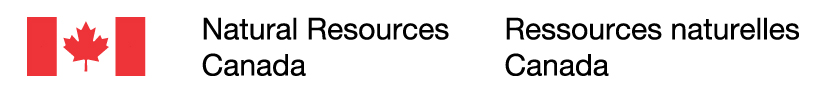 Natural Resources
Canada
Ressources naturelles
Canada